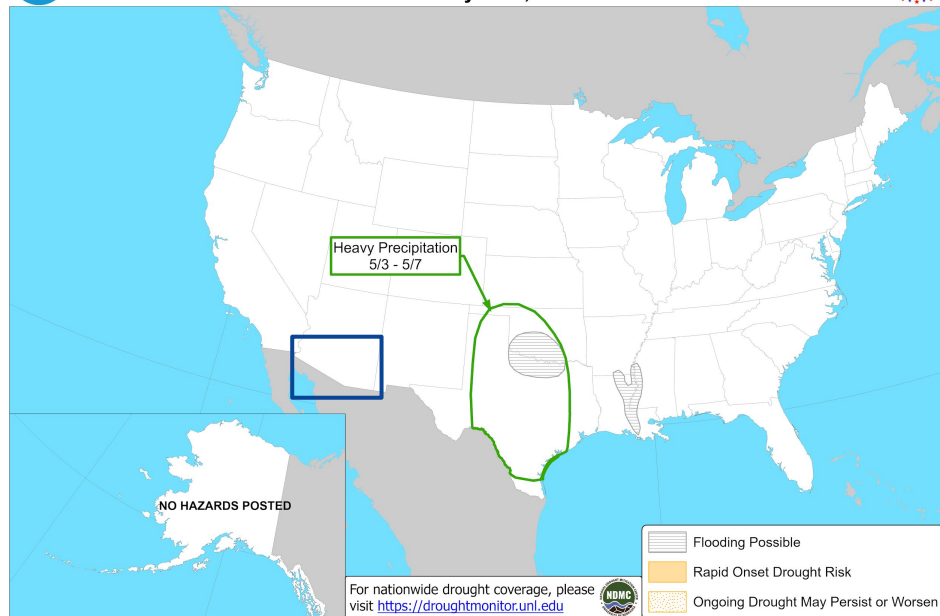 Heavy Precipitation
5/3 - 5/7
NO HAZARDS POSTED
For nationwide drought coverage, please
visit https://droughtmonitor.unl.edu
NDMC
Flooding Possible
Rapid Onset Drought Risk
Ongoing Drought May Persist or Worsen